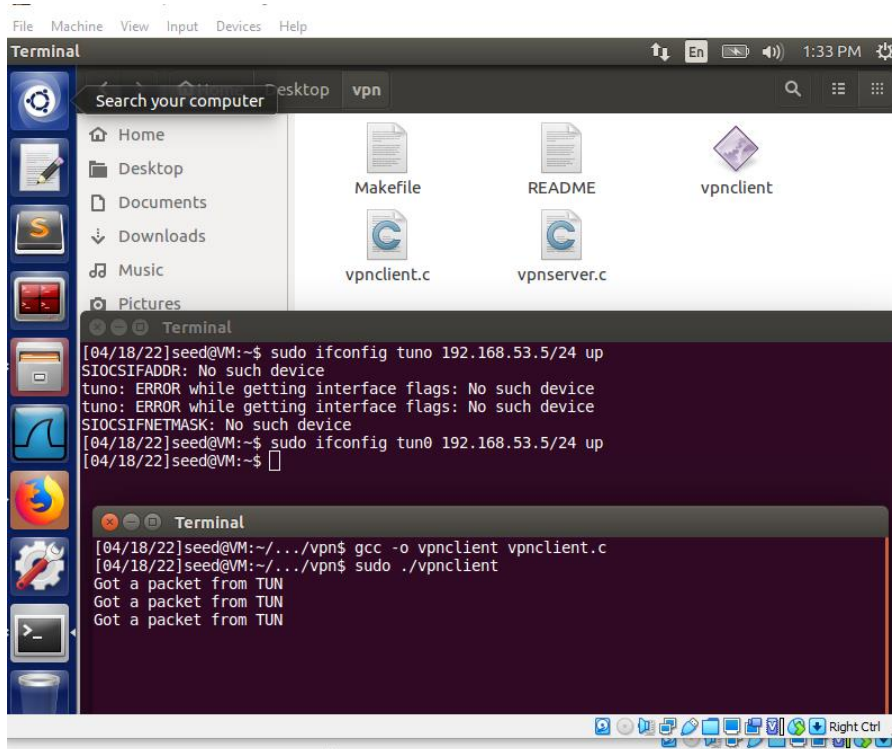 File Machine View Input Devices Help
Terminal
En
1:33 PM
Search your computer
Desktop vpn
Home
Desktop
Documents
Downloads
Music
Pictures
Makefile
README
vpnclient
vpnclient.c
vpnserver.c
Terminal
[04/18/22]seed@VM:~$ sudo ifconfig tuno 192.168.53.5/24 up
SIOCSIFADDR: No such device
tuno: ERROR while getting interface flags: No such device
tuno: ERROR while getting interface flags: No such device
SIOCSIFNETMASK: No such device
[04/18/22]seed@VM:~$ sudo ifconfig tun0 192.168.53.5/24 up
[04/18/22]seed@VM:~$
Terminal
[04/18/22]seed@VM:~/.../vpn$ gcc -o vpnclient vpnclient.c
[04/18/22]seed@VM:~/.../vpn$ sudo ./vpnclient
Got a packet from TUN
Got a packet from TUN
Got a packet from TUN
Right Ctrl